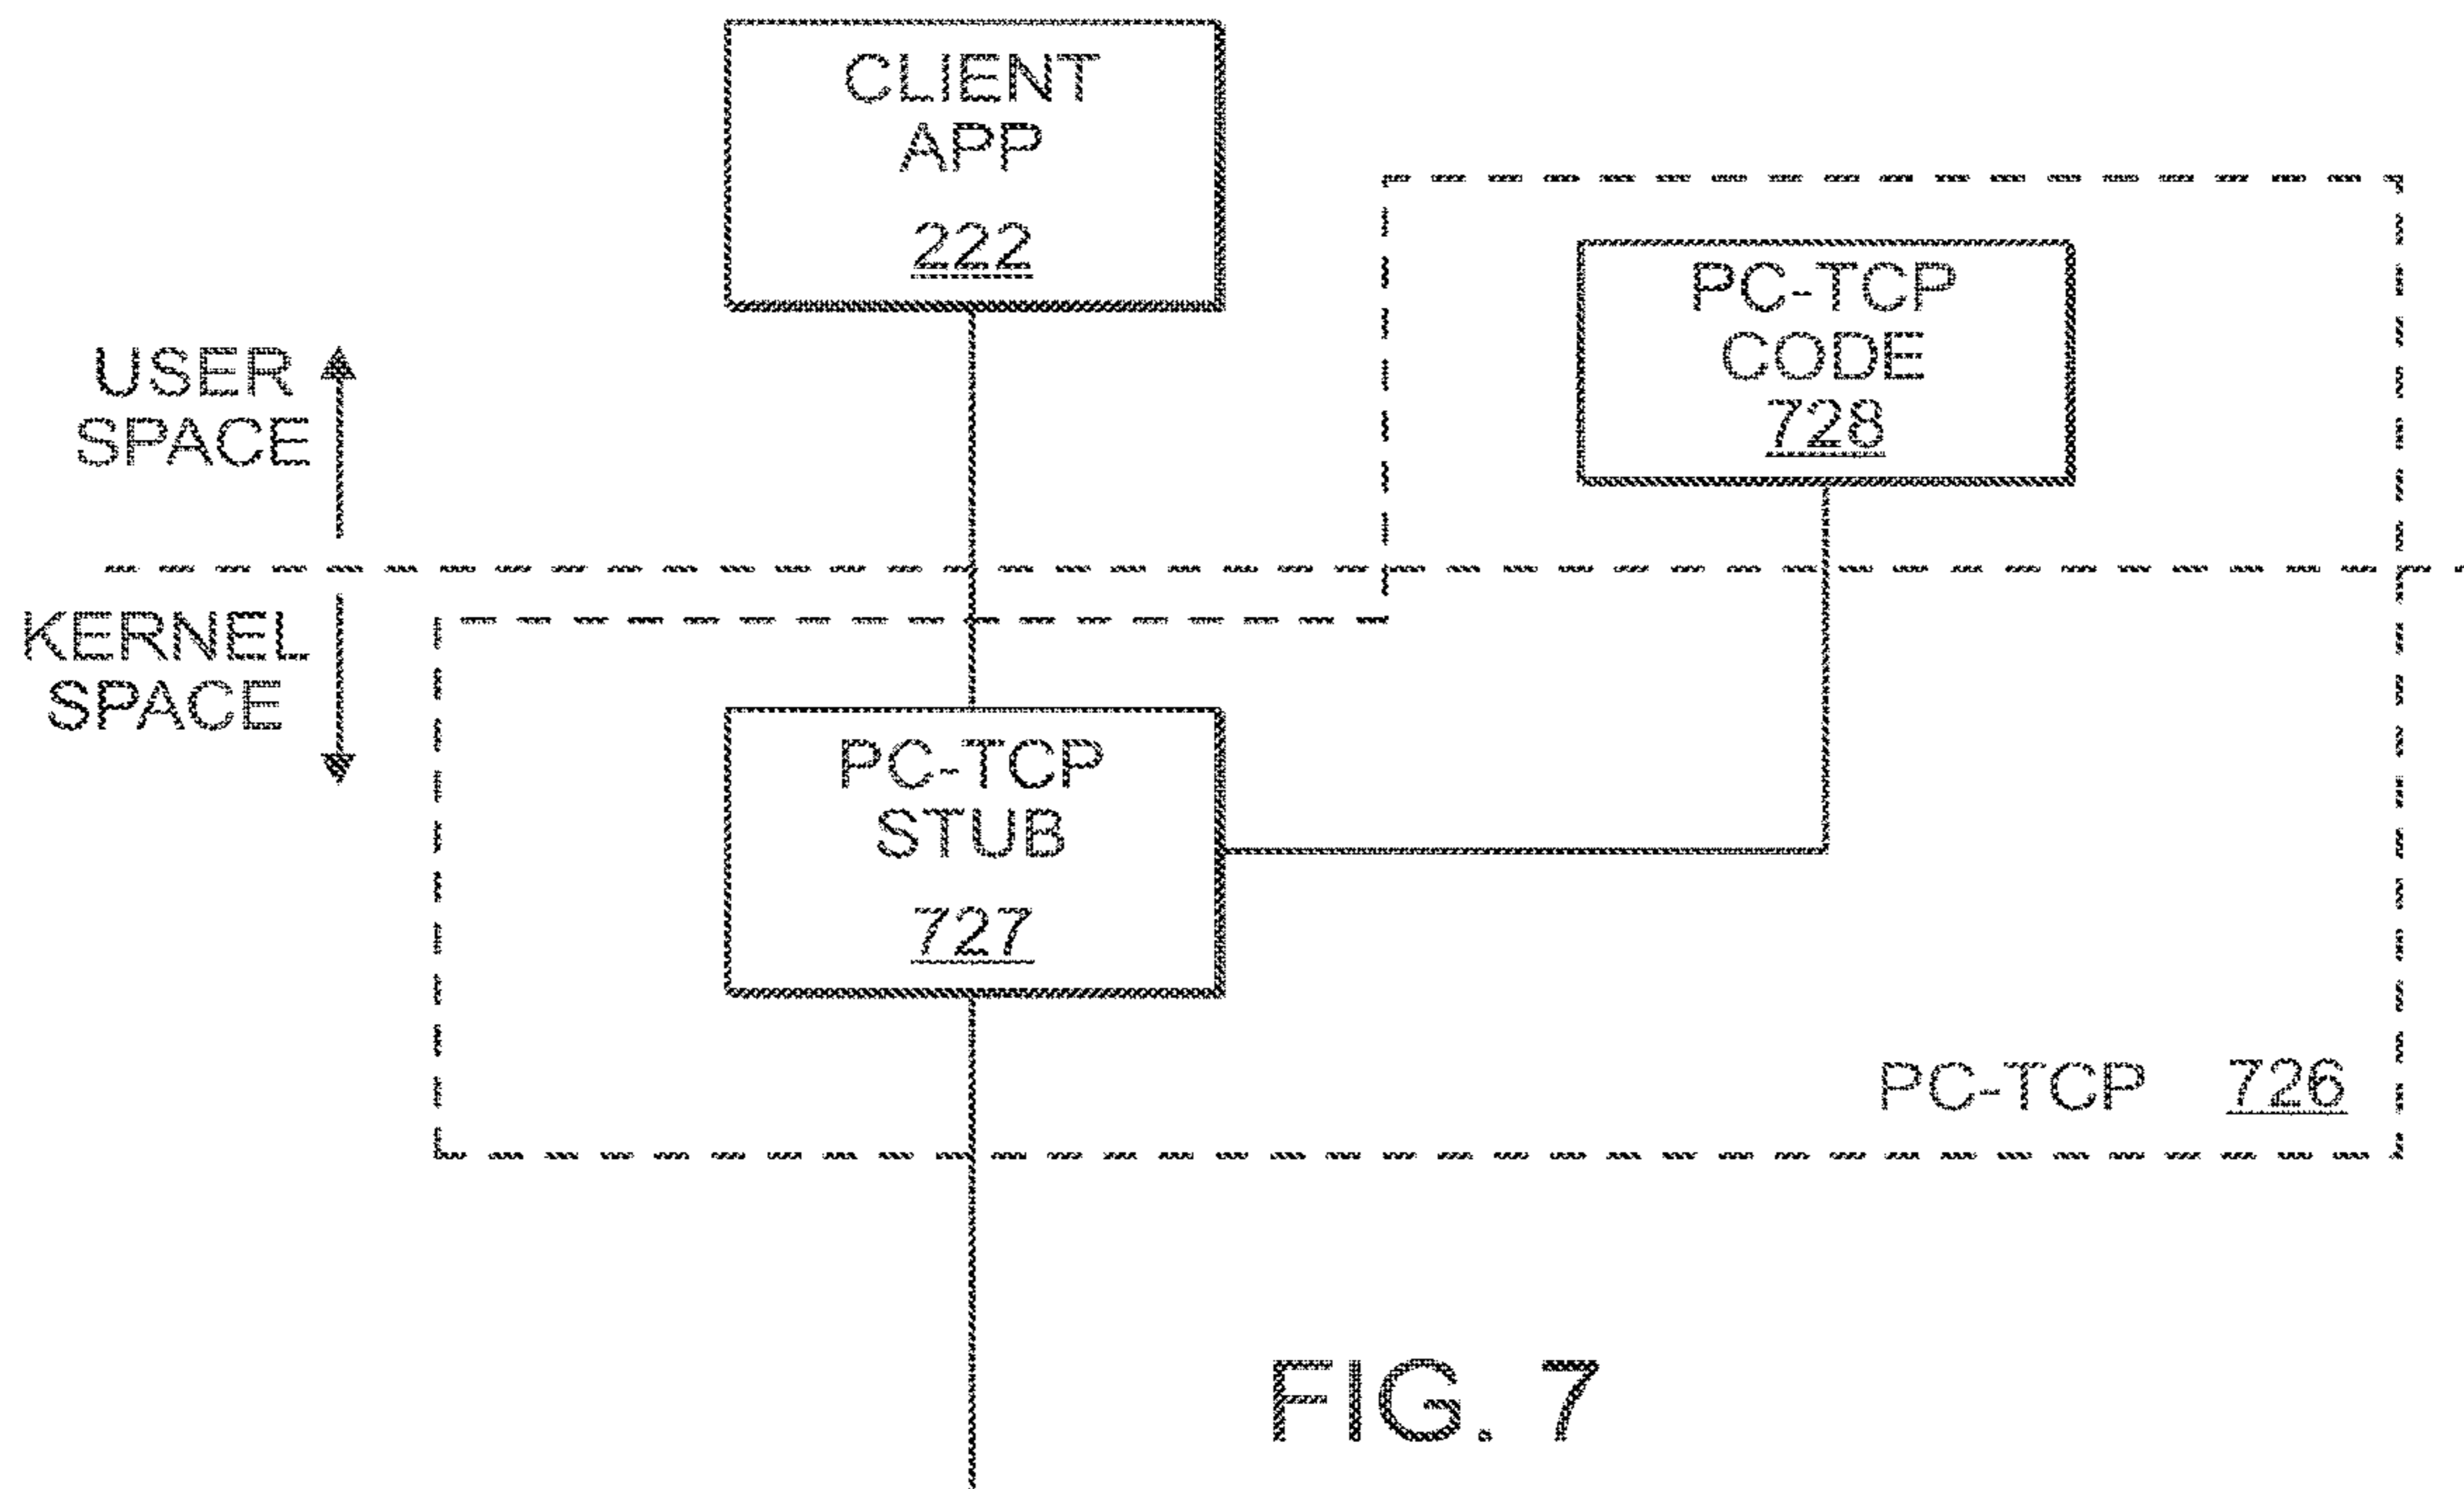 CLIENT
APP
222
PC-TCP
CODE
728
USER
SPACE
KERNEL
SPACE
PC-TCP
STUB
727
PC-TCP 726
FIG. 7